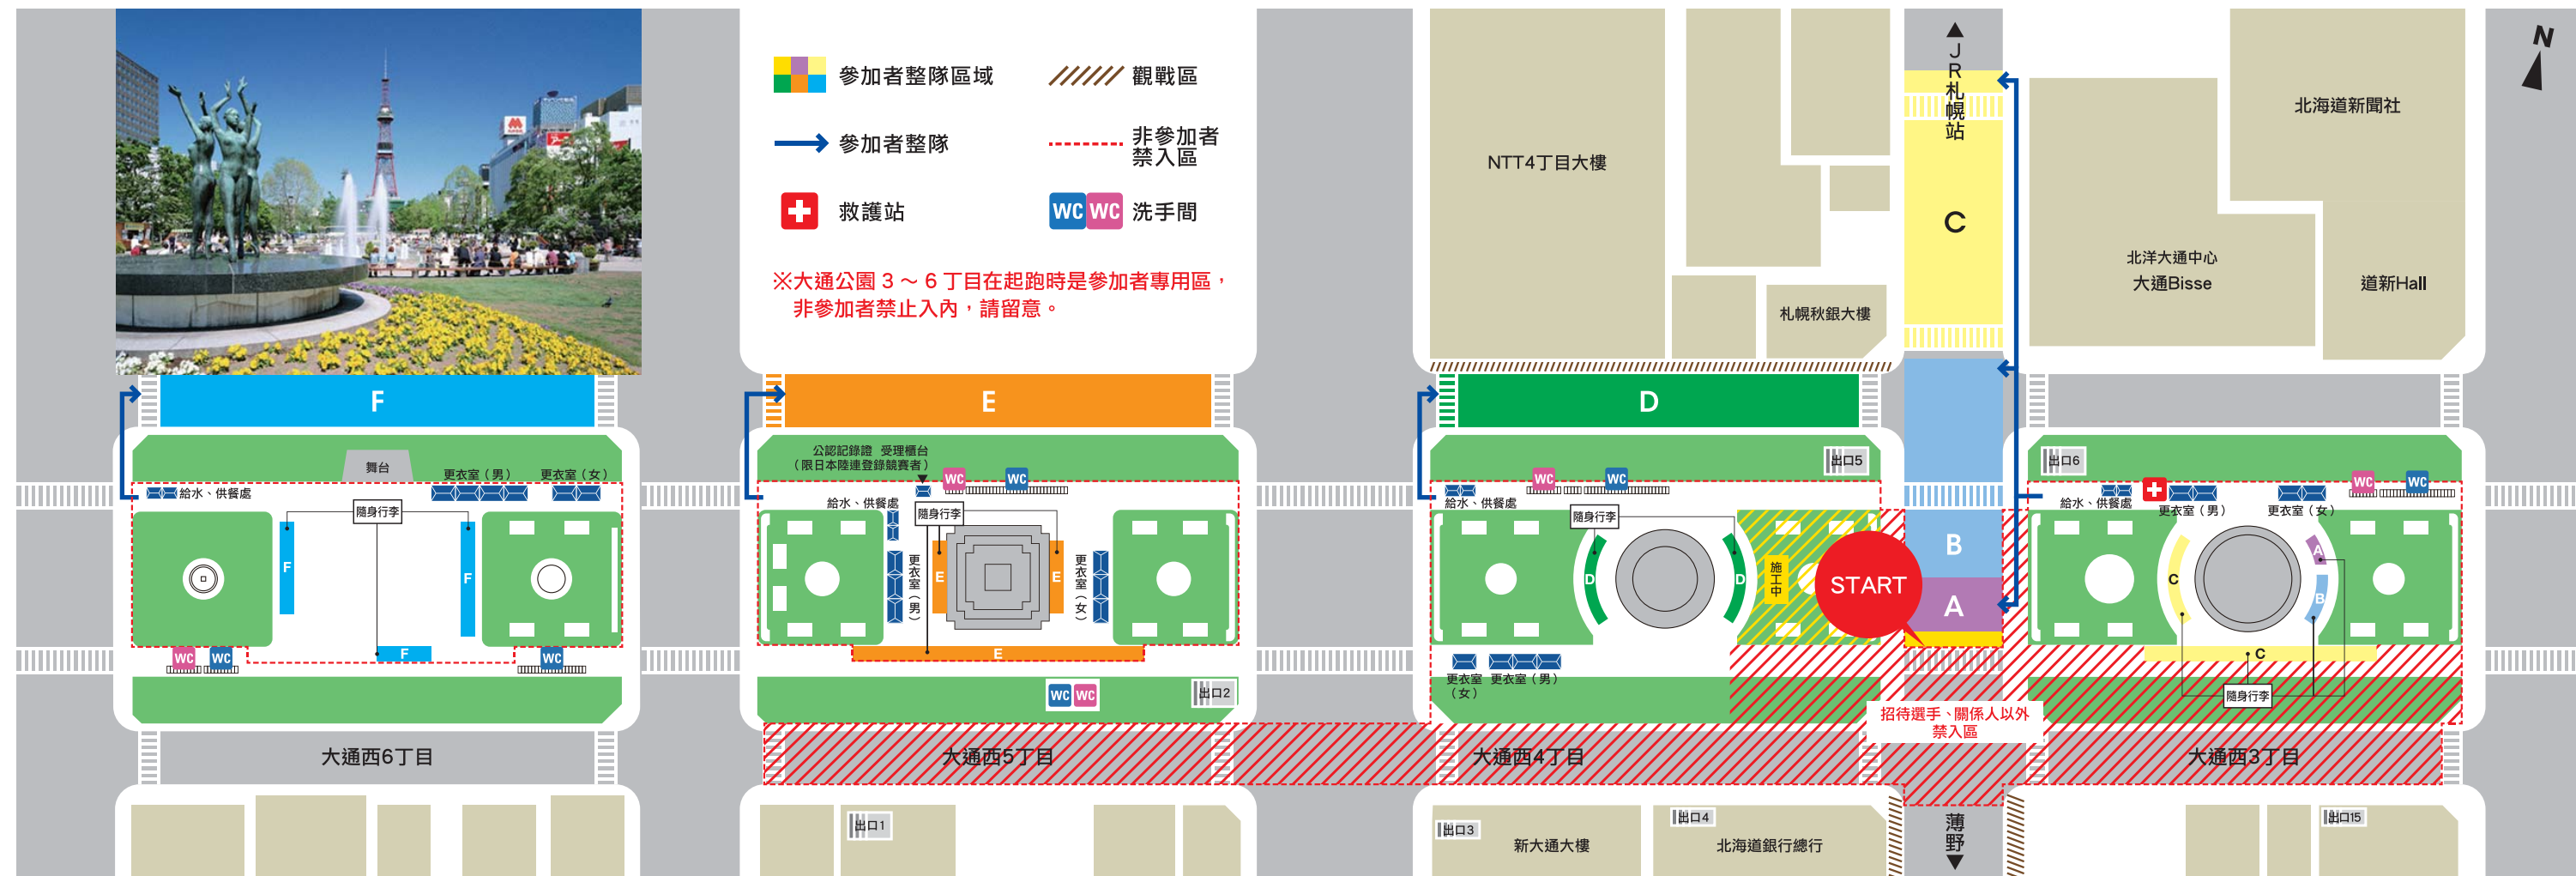 參加者整隊區域
觀戰區
參加者整隊
非參加者
禁入區
救護站
WC WC 洗手間
※大通公園 3 ～ 6 丁目在起跑時是參加者專用區，
非參加者禁止入內，請留意。
N
▲JR札幌站
C
B
A
START
薄野▼
NTT4丁目大樓
札幌秋銀大樓
北海道新聞社
北洋大通中心
大通Bisse
道新Hall
F
舞台
更衣室（男）
更衣室（女）
給水、供餐處
隨身行李
F
F
F
WC WC
WC
大通西6丁目
E
公認記錄證 受理櫃台
（限日本陸連登錄競賽者）
WC
WC
給水、供餐處
隨身行李
更衣室（男）
E
E
更衣室（女）
E
WC WC
出口2
大通西5丁目
出口1
D
出口5
WC
WC
給水、供餐處
隨身行李
D
D
施工中
更衣室
（女）
更衣室（男）
大通西4丁目
出口3
新大通大樓
出口4
北海道銀行總行
招待選手、關係人以外
禁入區
出口6
給水、供餐處
更衣室（男）
更衣室（女）
WC
WC
C
A
B
C
隨身行李
大通西3丁目
出口15